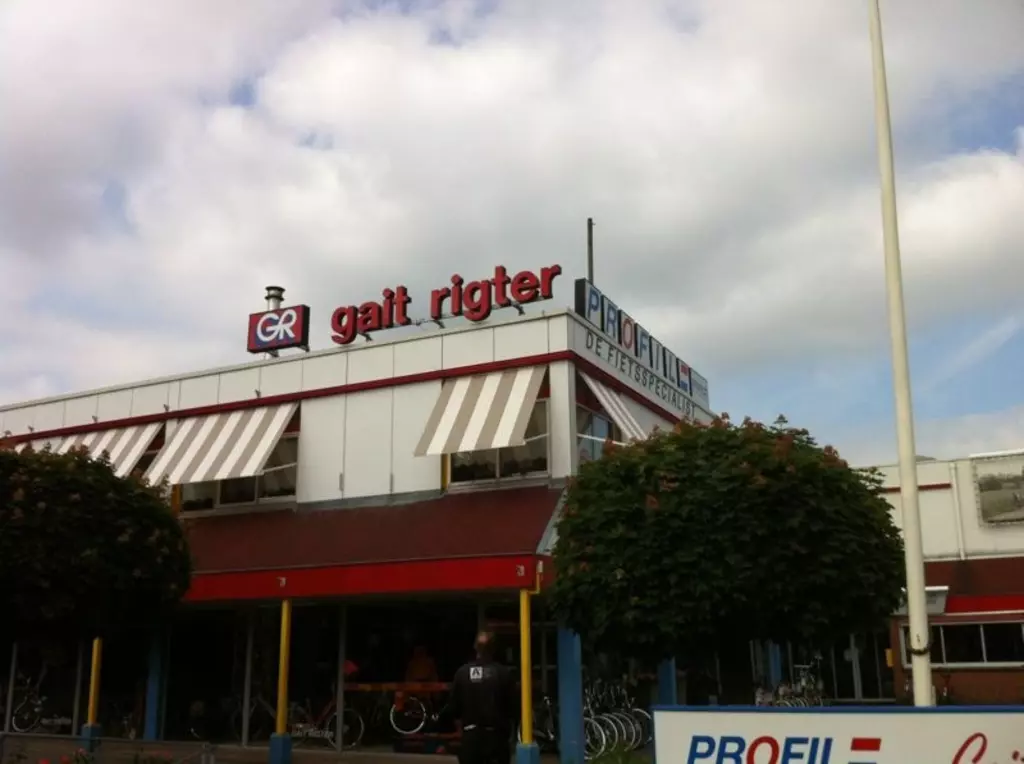 GR
gait rigter
PROFILE
DE FIETSSPECIALIST
PROFILE